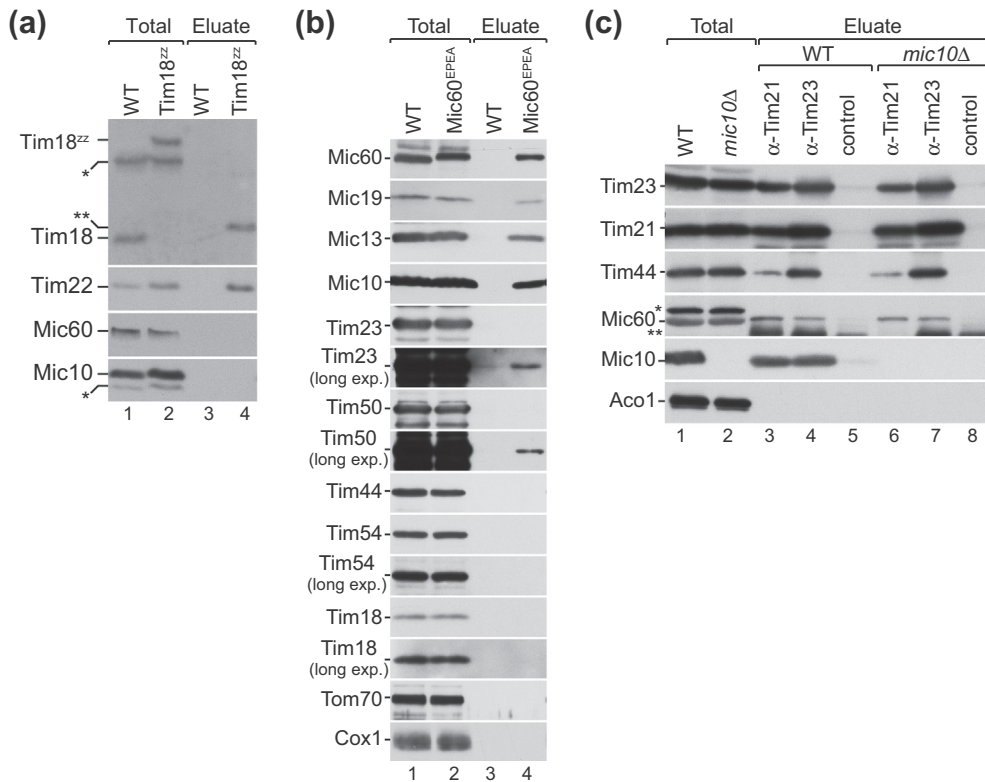 (a)
Total Eluate
WT Tim18ᶻᶻ WT Tim18ᶻᶻ
Tim18ᶻᶻ
*
**
Tim18
Tim22
Mic60
Mic10
*
1 2 3 4
(b)
Total Eluate
WT Mic60ᴱᴾᴱᴬ WT Mic60ᴱᴾᴱᴬ
Mic60
Mic19
Mic13
Mic10
Tim23
Tim23
(long exp.)
Tim50
Tim50
(long exp.)
Tim44
Tim54
Tim54
(long exp.)
Tim18
Tim18
(long exp.)
Tom70
Cox1
1 2 3 4
(c)
Total Eluate
WT mic10Δ
WT mic10Δ α-Tim21 α-Tim23 control α-Tim21 α-Tim23 control
Tim23
Tim21
Tim44
*
Mic60
**
Mic10
Aco1
1 2 3 4 5 6 7 8